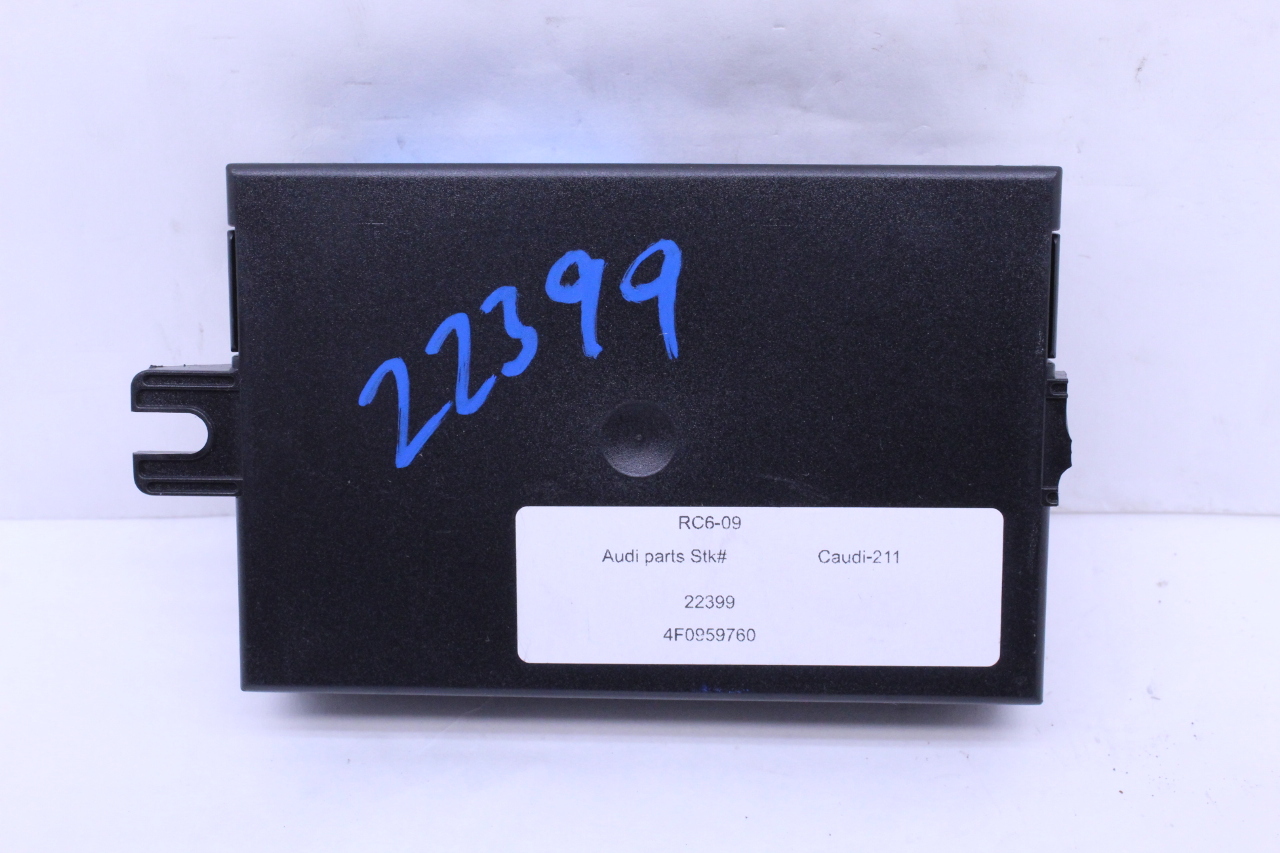 22399
RC6-09
Audi parts Stk# Caudi-211
22399
4F0959760